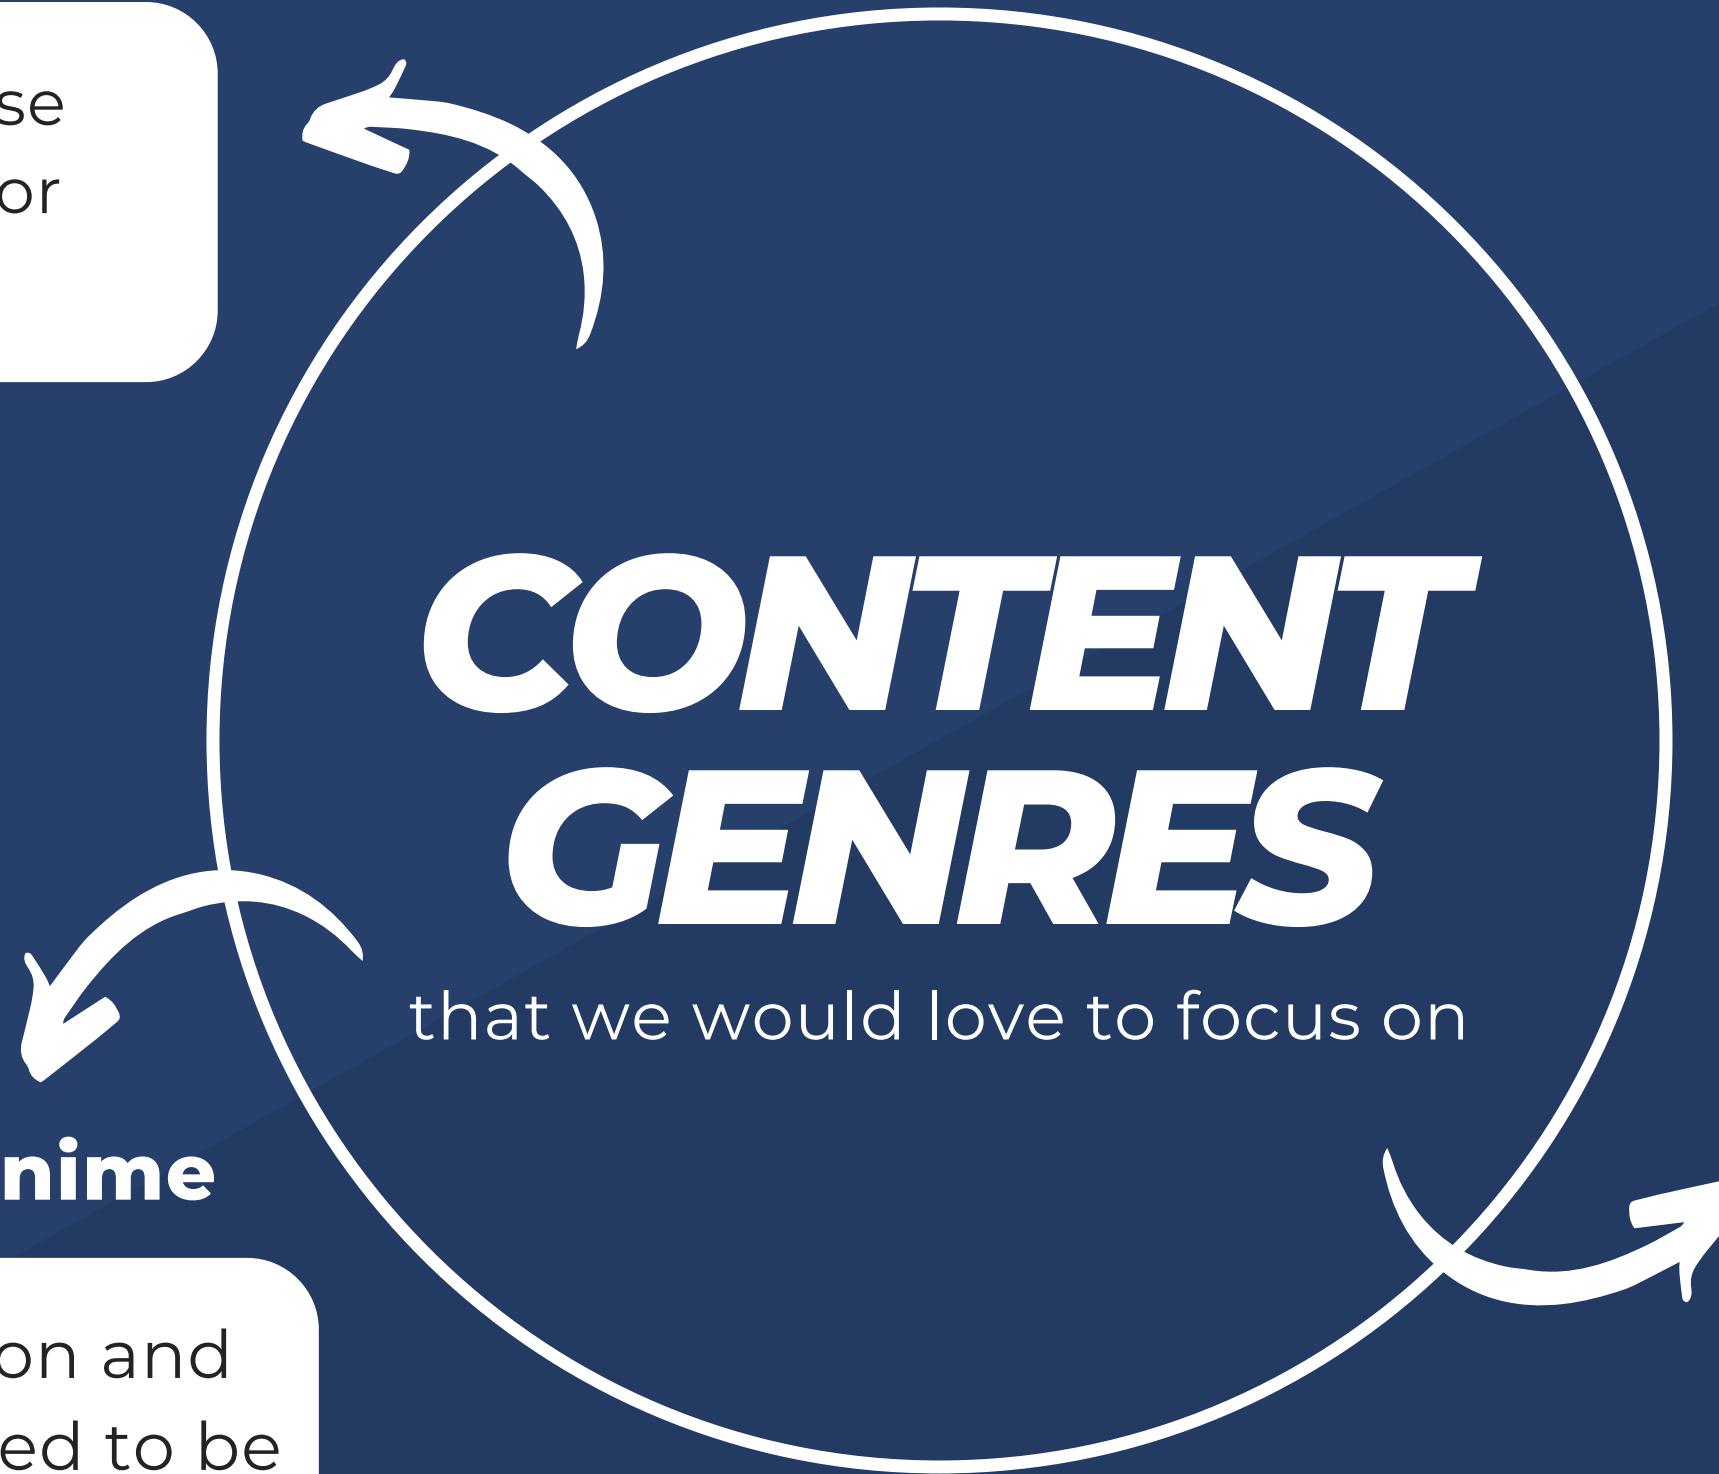 se
or
CONTENT
GENRES
that we would love to focus on
nime
on and
ed to be